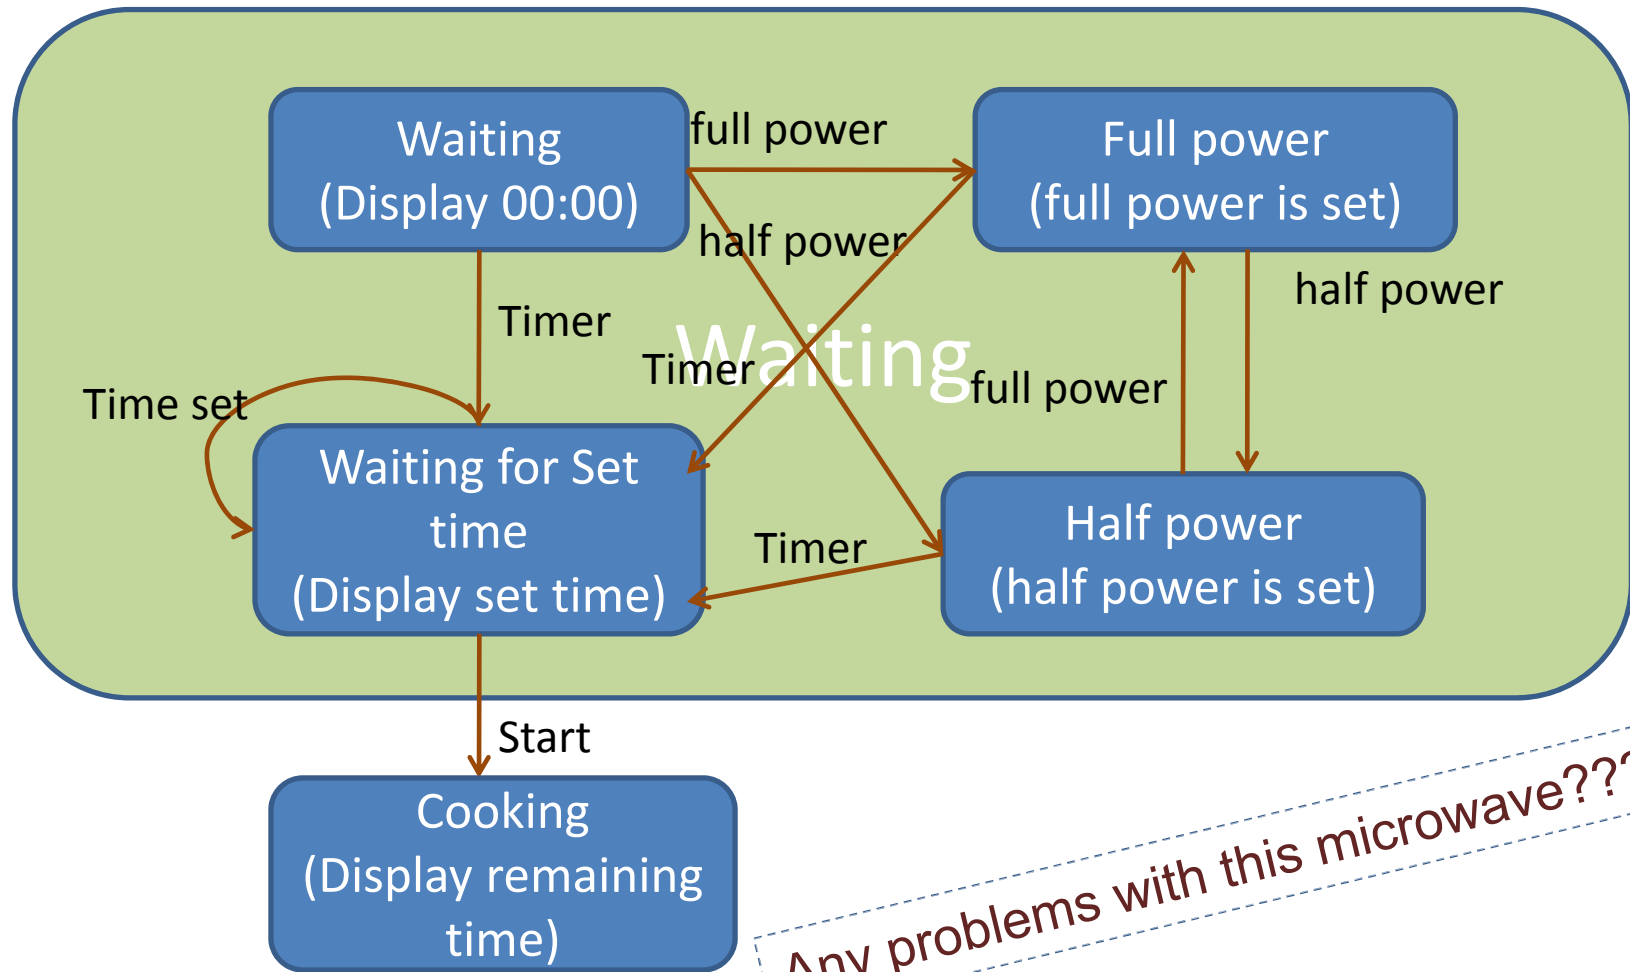 Waiting
(Display 00:00)
full power
Full power
(full power is set)
half power
half power
Timer
Waiting
Timer
full power
Time set
Waiting for Set
time
(Display set time)
Timer
Half power
(half power is set)
Start
Cooking
(Display remaining
time)
Any problems with this microwave???